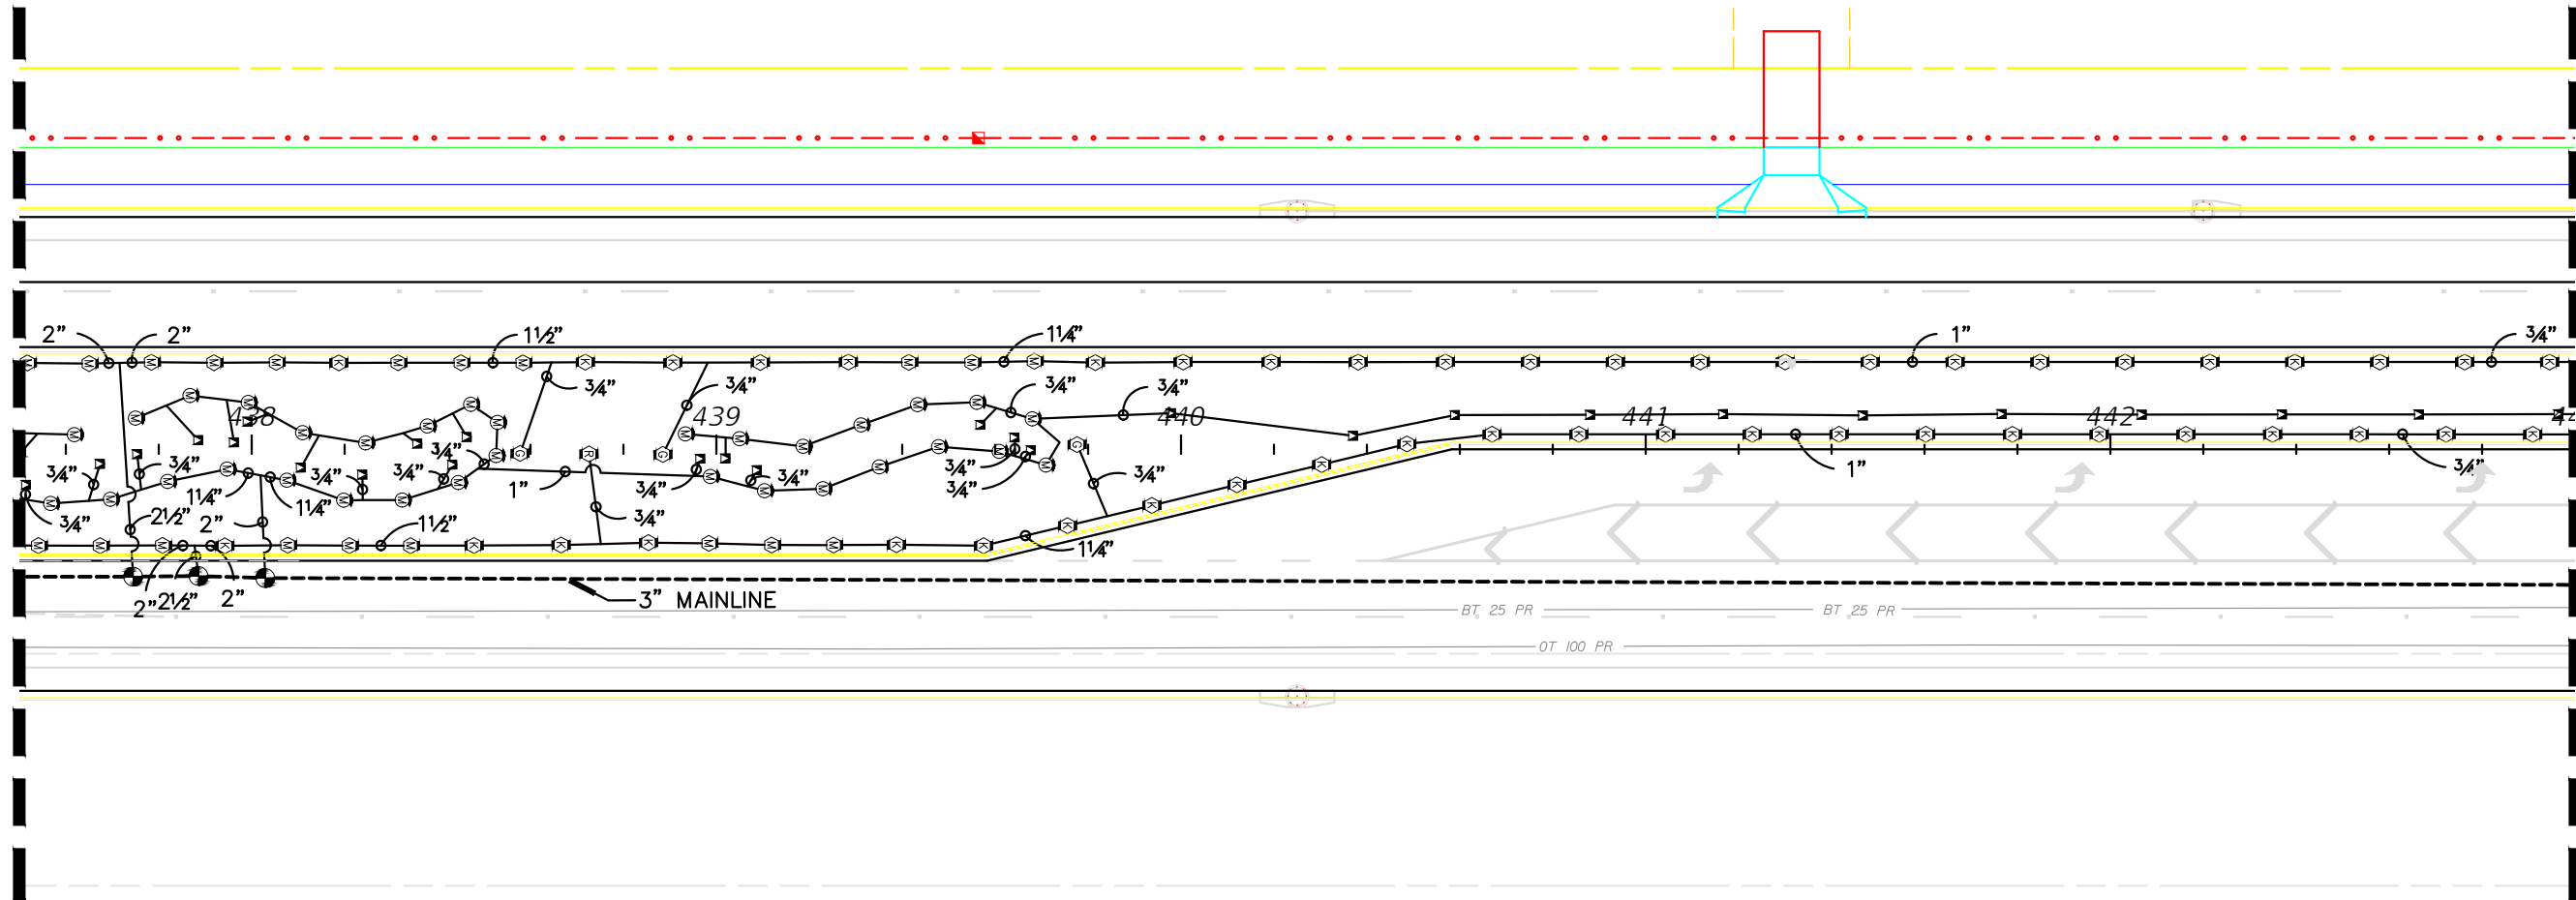 2" 2" 1½" 1¼" 1" ¾"
¾" ¾" ¾" ¾"
438 439 440 441 442 44
¾" ¾" ¾" ¾" ¾" 1" ¾" ¾" ¾" ¾" ¾" 1" ¾"
1¼" 1¼"
¾" 2½" 2" 1½" ¾" 1¼"
2" 2½" 2" 3" MAINLINE
BT 25 PR BT 25 PR
OT 100 PR